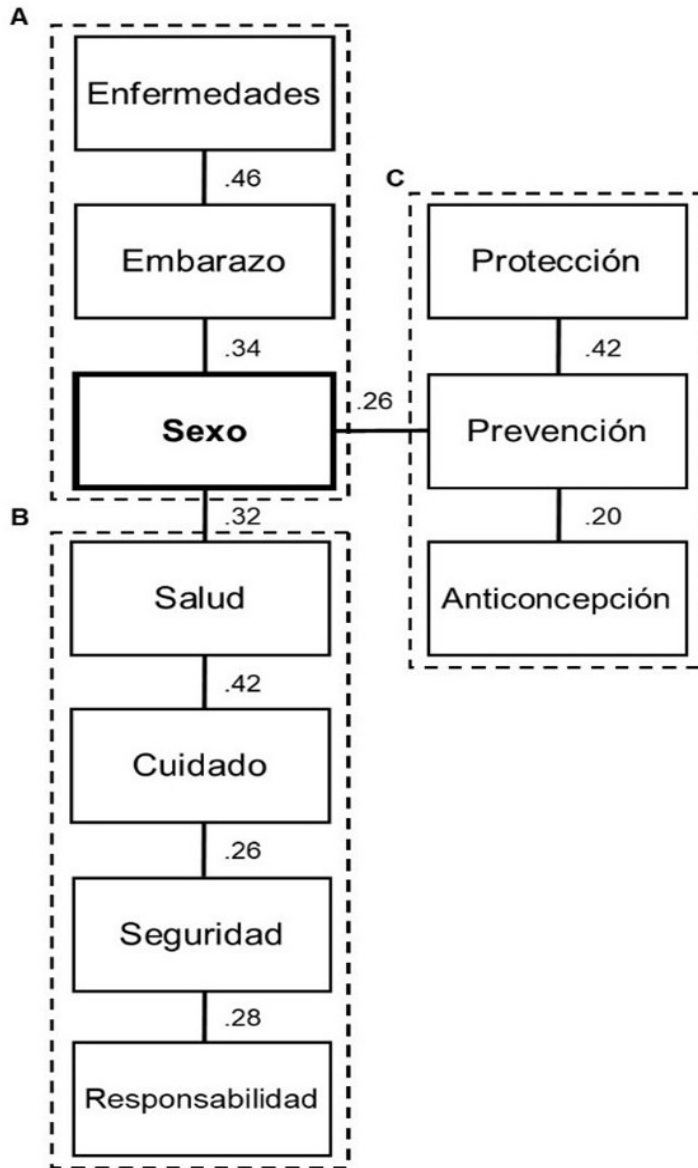 A
Enfermedades
.46
Embarazo
.34
Sexo
.26
C
Protección
.42
Prevención
.20
Anticoncepción
.32
B
Salud
.42
Cuidado
.26
Seguridad
.28
Responsabilidad